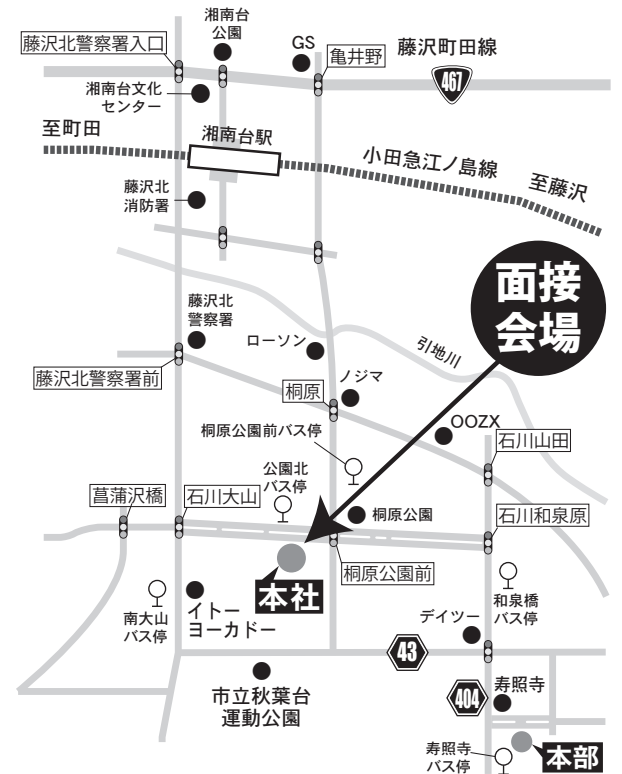 湘南台
公園
藤沢北警察署入口
GS
亀井野
藤沢町田線
467
湘南台文化
センター
至町田
湘南台駅
小田急江ノ島線
至藤沢
藤沢北
消防署
面接
会場
藤沢北
警察署
ローソン
引地川
藤沢北警察署前
ノジマ
桐原
OOZX
桐原公園前バス停
石川山田
公園北
バス停
菖蒲沢橋
石川大山
桐原公園
石川和泉原
桐原公園前
本社
南大山
バス停
イトー
ヨーカドー
和泉橋
バス停
デイツー
43
市立秋葉台
運動公園
404
寿照寺
寿照寺
バス停
本部